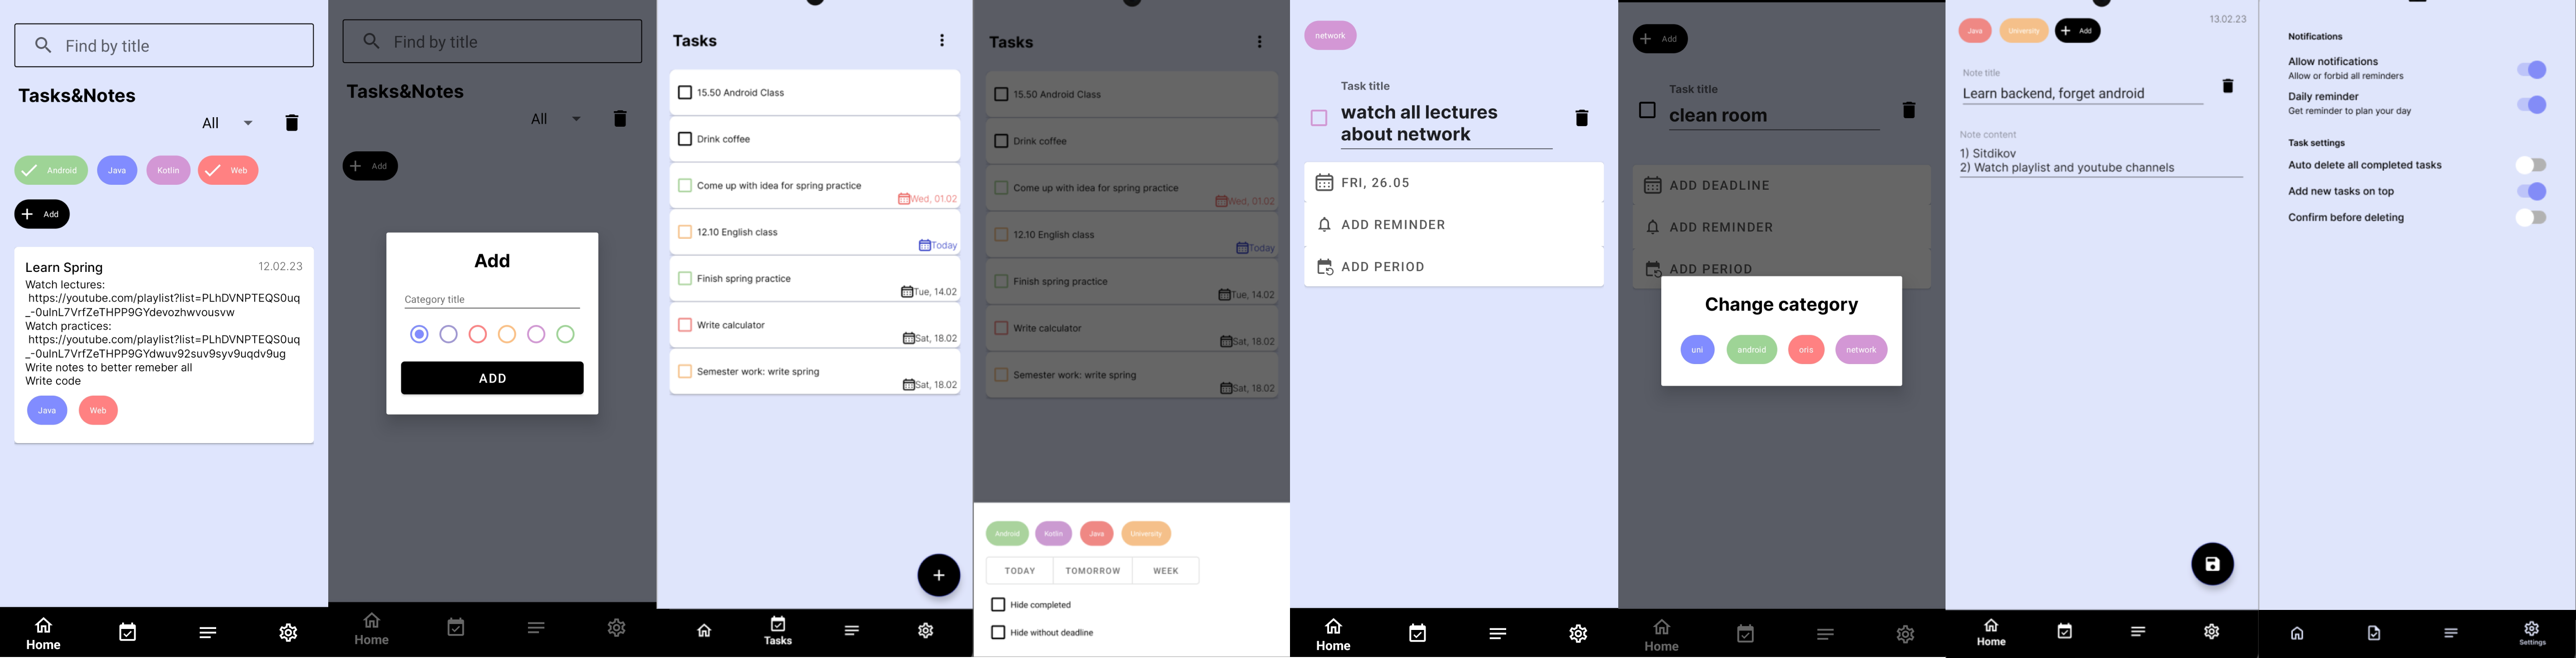 Find by title
Tasks&Notes
All
Android
Java
Kotlin
Web
Add
Learn Spring
12.02.23
Watch lectures:
https://youtube.com/playlist?list=PLhDVNPTEQS0uq
_-0uInL7VrfZeTHPP9GYdevozhwvousvw
Watch practices:
https://youtube.com/playlist?list=PLhDVNPTEQS0uq
_-0uInL7VrfZeTHPP9GYdwuv92suv9syv9uqdv9ug
Write notes to better remeber all
Write code
Java
Web
Home
Find by title
Tasks&Notes
All
Add
Add
Category title
ADD
Home
Tasks
15.50 Android Class
Drink coffee
Come up with idea for spring practice
Wed, 01.02
12.10 English class
Today
Finish spring practice
Tue, 14.02
Write calculator
Sat, 18.02
Semester work: write spring
Sat, 18.02
Tasks
Tasks
15.50 Android Class
Drink coffee
Come up with idea for spring practice
Wed, 01.02
12.10 English class
Today
Finish spring practice
Tue, 14.02
Write calculator
Sat, 18.02
Semester work: write spring
Sat, 18.02
Android
Kotlin
Java
University
TODAY
TOMORROW
WEEK
Hide completed
Hide without deadline
network
Task title
watch all lectures
about network
FRI, 26.05
ADD REMINDER
ADD PERIOD
Home
Add
Task title
clean room
ADD DEADLINE
ADD REMINDER
ADD PERIOD
Change category
uni
android
oris
network
Home
13.02.23
Java
University
Add
Note title
Learn backend, forget android
Note content
1) Sitdikov
2) Watch playlist and youtube channels
Home
Notifications
Allow notifications
Allow or forbid all reminders
Daily reminder
Get reminder to plan your day
Task settings
Auto delete all completed tasks
Add new tasks on top
Confirm before deleting
Settings